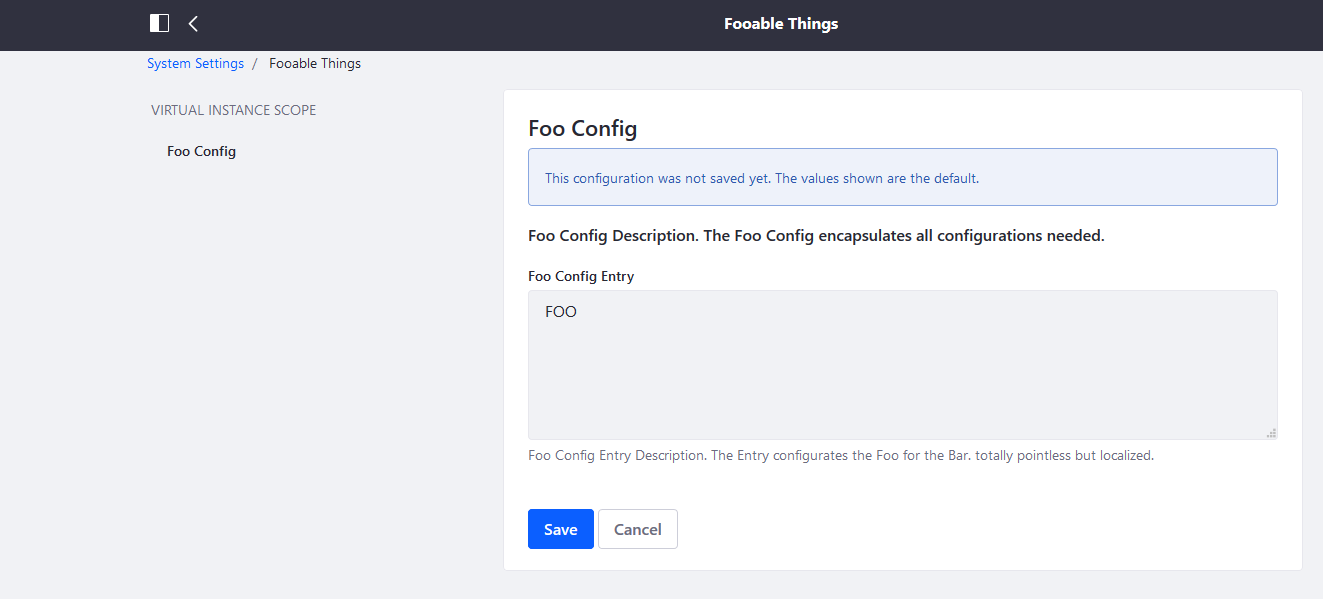 Fooable Things
System Settings / Fooable Things
VIRTUAL INSTANCE SCOPE
Foo Config
Foo Config
This configuration was not saved yet. The values shown are the default.
Foo Config Description. The Foo Config encapsulates all configurations needed.
Foo Config Entry
FOO
Foo Config Entry Description. The Entry configurates the Foo for the Bar. totally pointless but localized.
Save Cancel